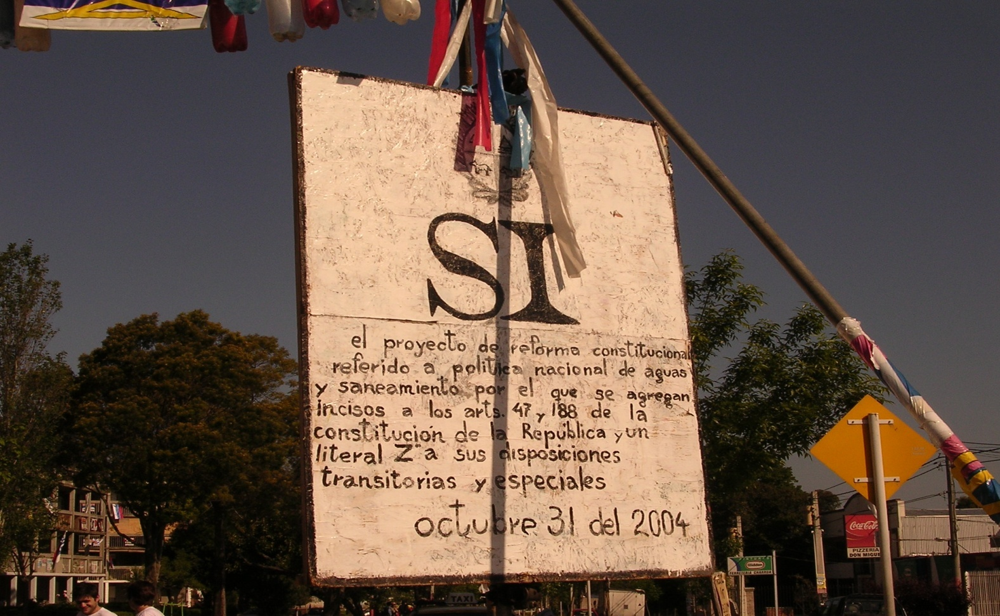 SI
el proyecto de reforma constitucional
referido a politica nacional de aguas
y saneamiento por el que se agregan
incisos a los arts. 47 y 188 de la
constitución de la República y un
literal Z" a sus disposiciones
transitorias y especiales
octubre 31 del 2004
Coca-Cola
PIZZERIA
DON MIGUE
FERRETERIA CHARRUA
TAXI